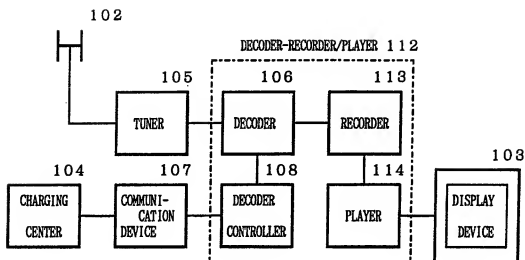 102
DECODER-RECORDER/PLAYER 112
105
106
113
TUNER
DECODER
RECORDER
103
104
107
108
114
CHARGING
CENTER
COMMUNI-
CATION
DEVICE
DECODER
CONTROLLER
PLAYER
DISPLAY
DEVICE